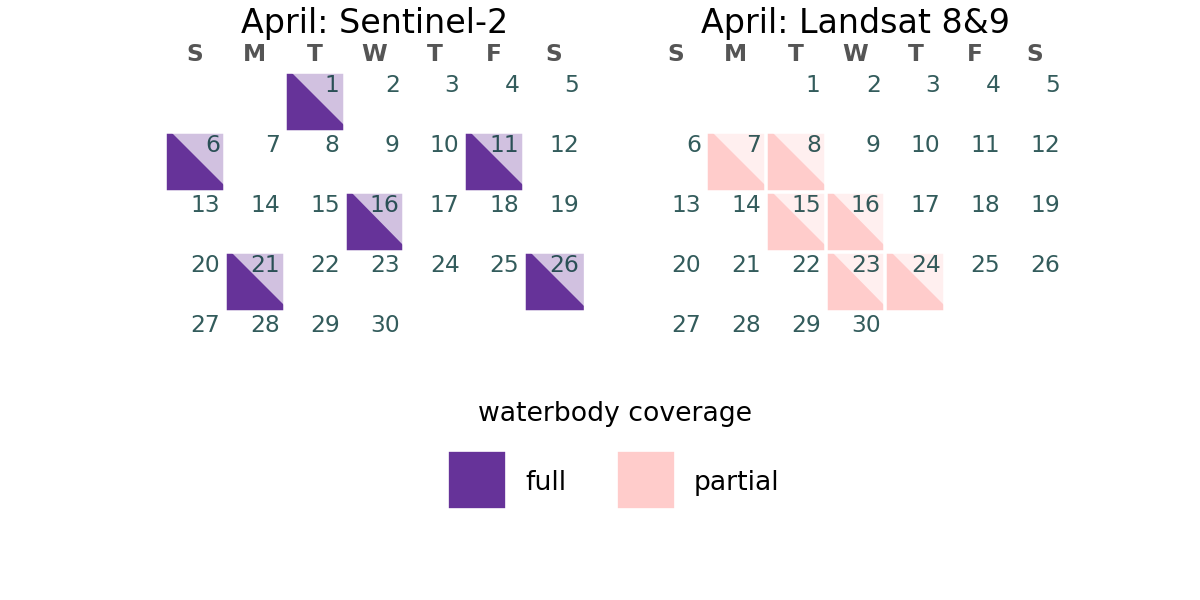 April: Sentinel-2
S M T W T F S
1 2 3 4 5
6 7 8 9 10 11 12
13 14 15 16 17 18 19
20 21 22 23 24 25 26
27 28 29 30
April: Landsat 8&9
S M T W T F S
1 2 3 4 5
6 7 8 9 10 11 12
13 14 15 16 17 18 19
20 21 22 23 24 25 26
27 28 29 30
waterbody coverage
full partial